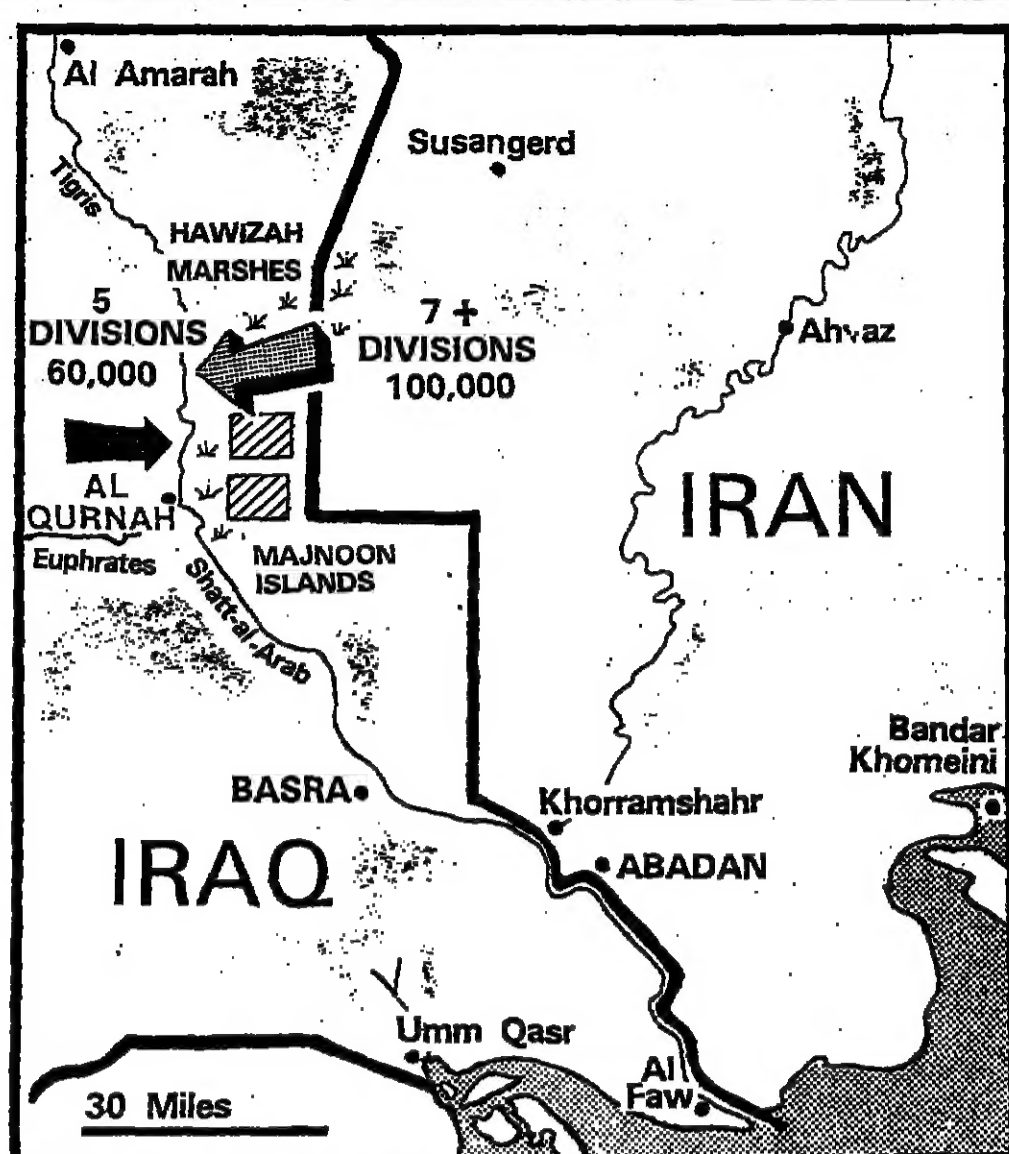 Al Amarah
Susangerd
Tigris
HAWIZAH
MARSHES
5
DIVISIONS
60,000
7 +
DIVISIONS
100,000
Ahvaz
AL
QURNAH
IRAN
Euphrates
MAJNOON
ISLANDS
Shatt-al-Arab
Bandar
Khomeini
BASRA
Khorramshahr
IRAQ
ABADAN
Umm Qasr
Al
Faw
30 Miles